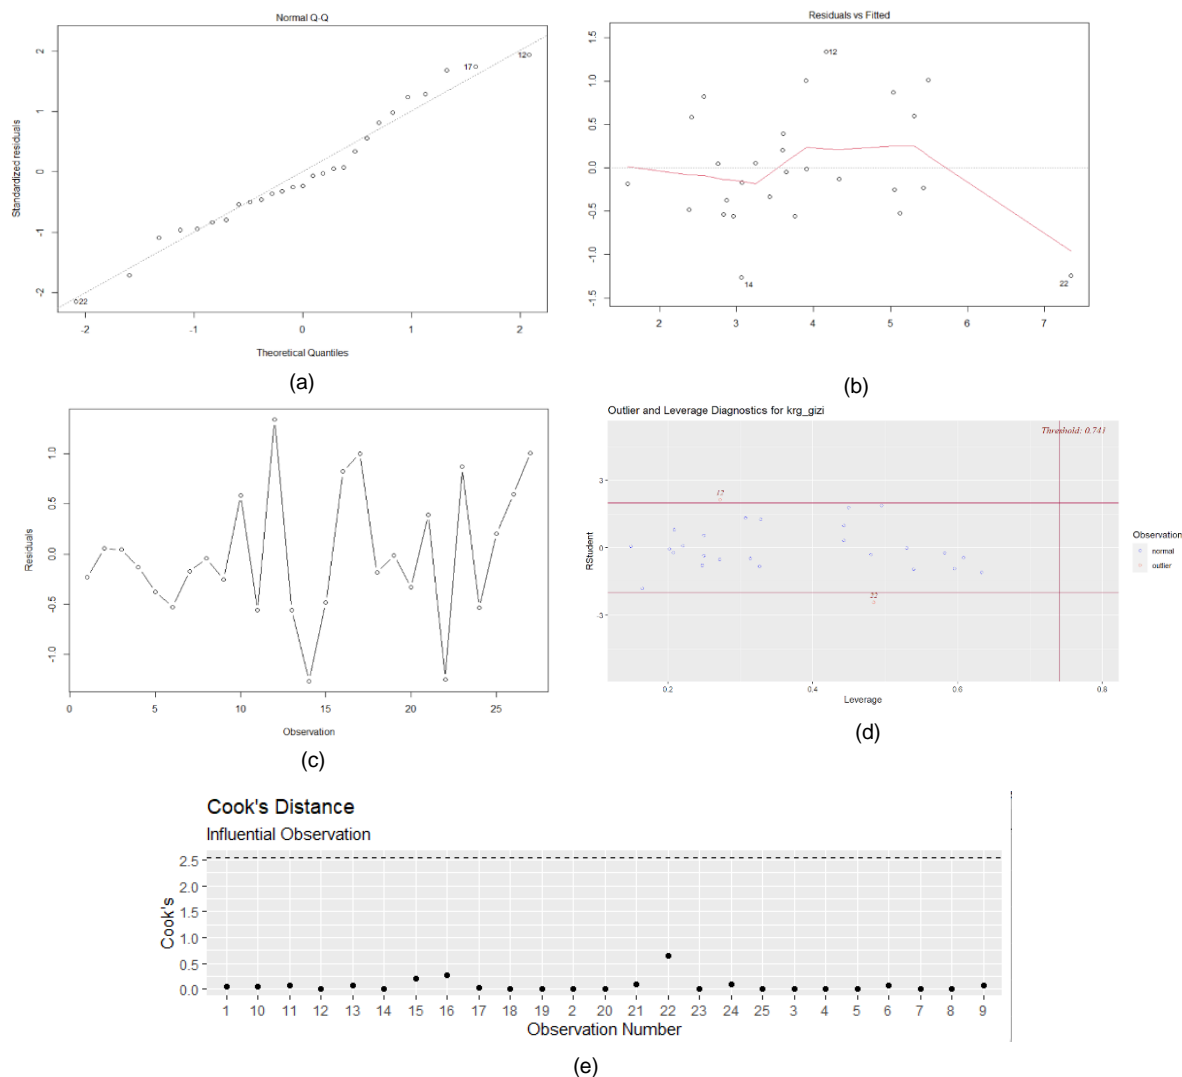 Normal Q-Q
Standardized residuals
2
1
0
-1
-2
17
12
22
-2
-1
0
1
2
Theoretical Quantiles
(a)
Residuals vs Fitted
1.5
1.0
0.5
0.0
-0.5
-1.0
-1.5
12
14
22
2
3
4
5
6
7
(b)
Residuals
1.0
0.5
0.0
-1.0
0
5
10
15
20
25
Observation
(c)
Outlier and Leverage Diagnostics for krg_gizi
Threshold: 0.741
RStudent
3
0
-3
22
0.2
0.4
0.6
0.8
Leverage
Observation
normal
outlier
(d)
Cook's Distance
Influential Observation
Cook's
2.5
2.0
1.5
1.0
0.5
0.0
1 10 11 12 13 14 15 16 17 18 19 2 20 21 22 23 24 25 3 4 5 6 7 8 9
Observation Number
(e)